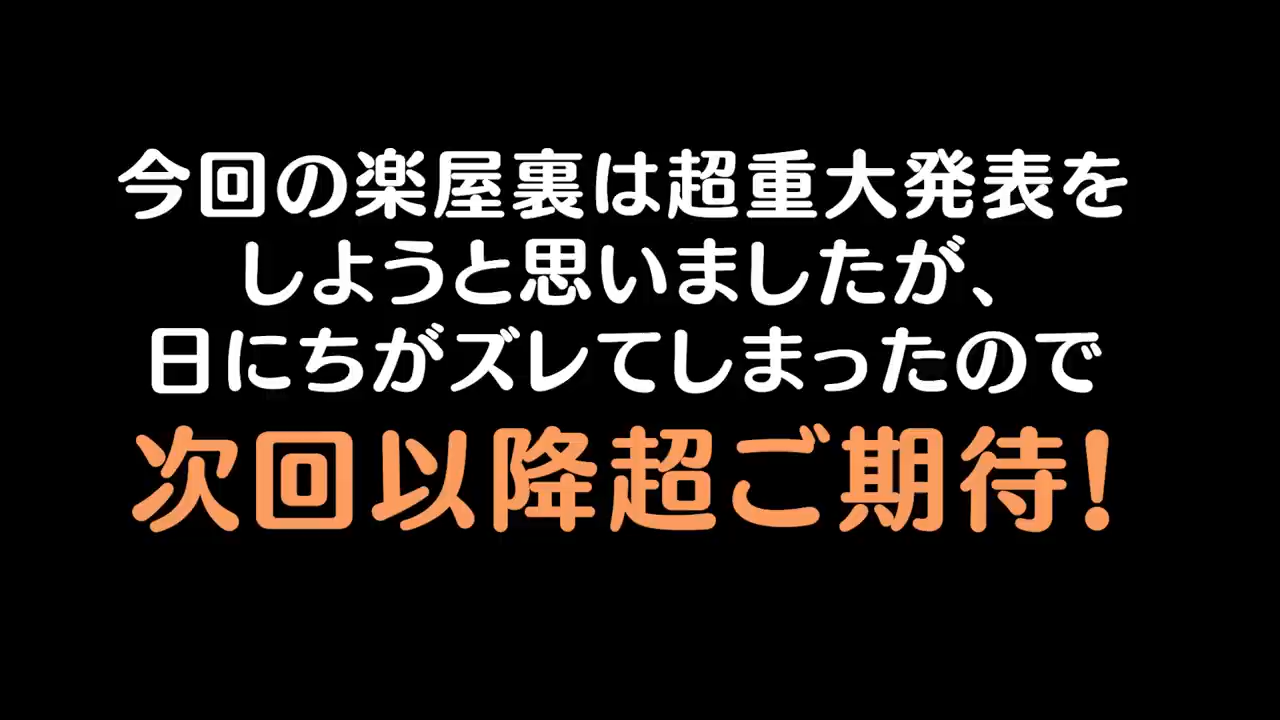 今回の楽屋裏は超重大発表を
しようと思いましたが、
日にちがズレてしまったので
次回以降超ご期待！